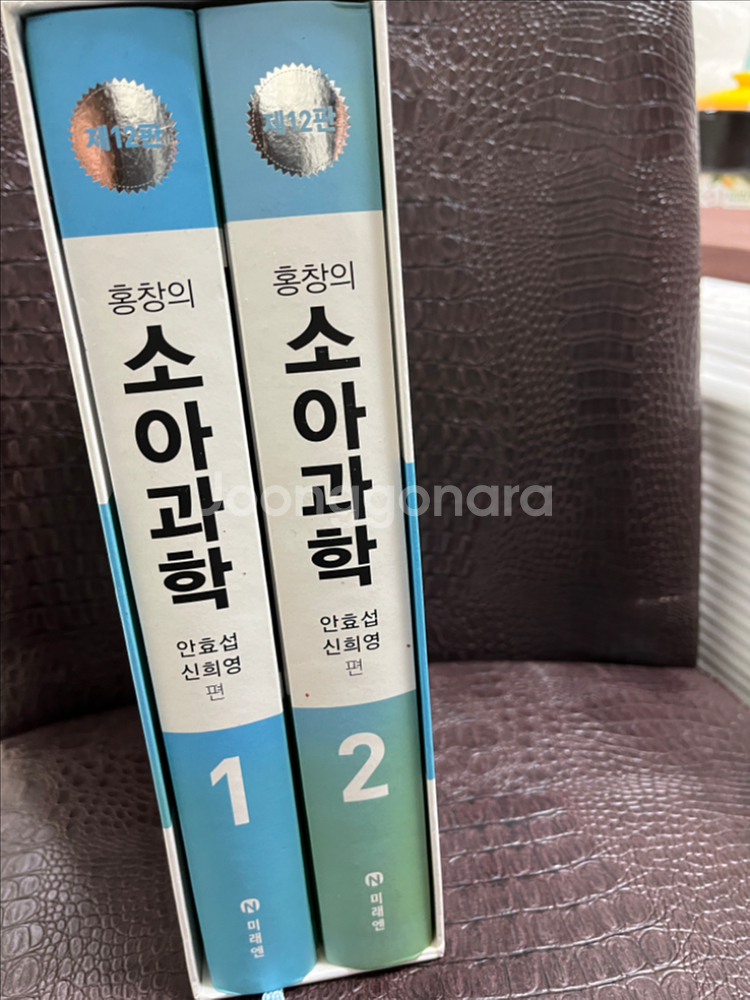 제12판
홍창의
소아과학
안효섭
신희영
편
1
미래엔
제12판
홍창의
소아과학
안효섭
신희영
편
2
미래엔
Joonggonara